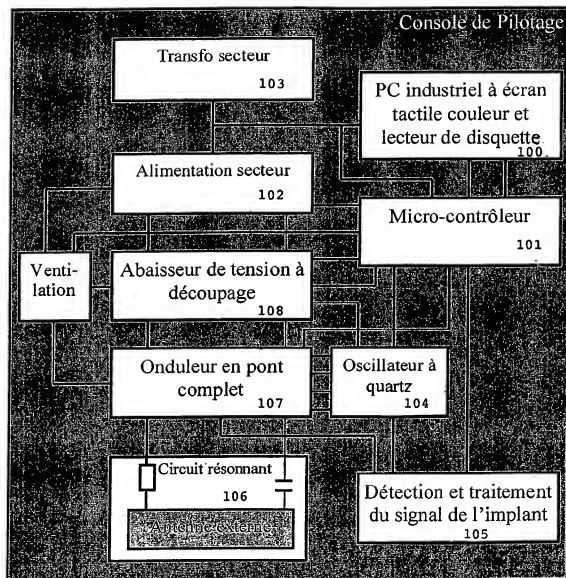 Console de Pilotage
Transfo secteur
103
PC industriel à écran
tactile couleur et
lecteur de disquette
100
Alimentation secteur
102
Micro-contrôleur
101
Venti-
lation
Abaisseur de tension à
découpage
108
Onduleur en pont
complet
107
Oscillateur à
quartz
104
Circuit résonnant
106
Antenne externe
Détection et traitement
du signal de l'implant
105